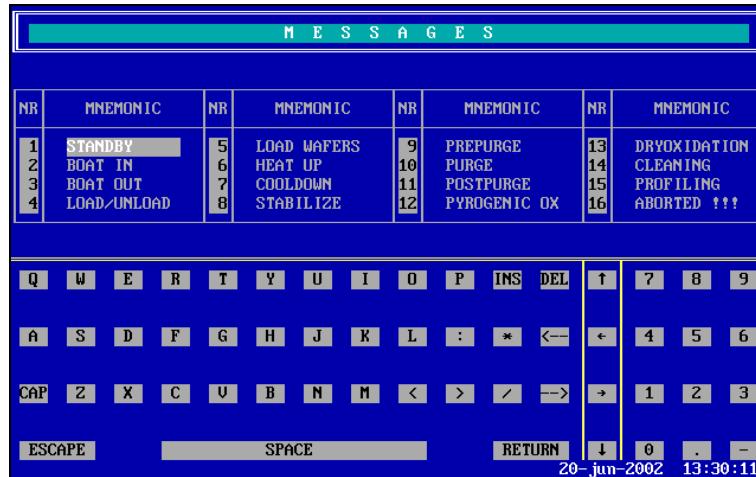 M E S S A G E S
NR MNEMONIC NR MNEMONIC NR MNEMONIC NR MNEMONIC
1 STANDBY 5 LOAD WAFERS 9 PREPURGE 13 DRYOXIDATION
2 BOAT IN 6 HEAT UP 10 PURGE 14 CLEANING
3 BOAT OUT 7 COOLDOWN 11 POSTPURGE 15 PROFILING
4 LOAD/UNLOAD 8 STABILIZE 12 PYROGENIC OX 16 ABORTED !!!
Q W E R T Y U I O P INS DEL ↑ 7 8 9
A S D F G H J K L : * <-- ← 4 5 6
CAP Z X C V B N M < > / --> → 1 2 3
ESCAPE SPACE RETURN ↓ 0 . -
20-jun-2002 13:30:11